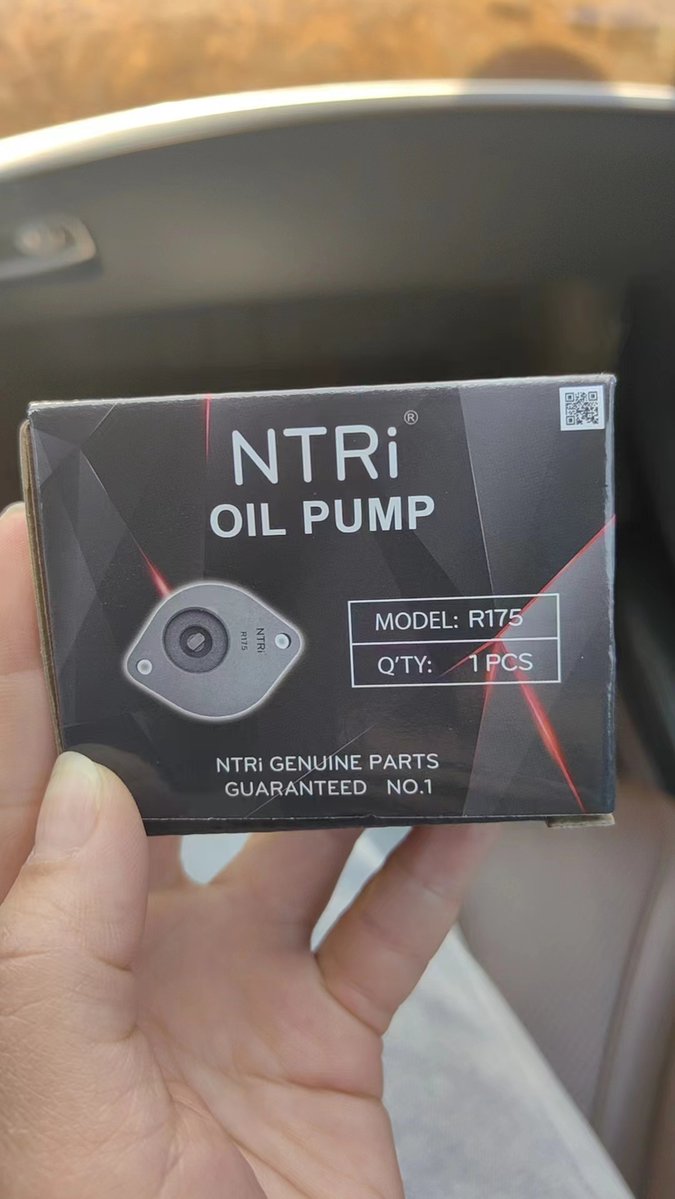 NTRi®
OIL PUMP
MODEL: R175
Q'TY: 1 PCS
NTRi
R175
NTRi GENUINE PARTS
GUARANTEED NO.1